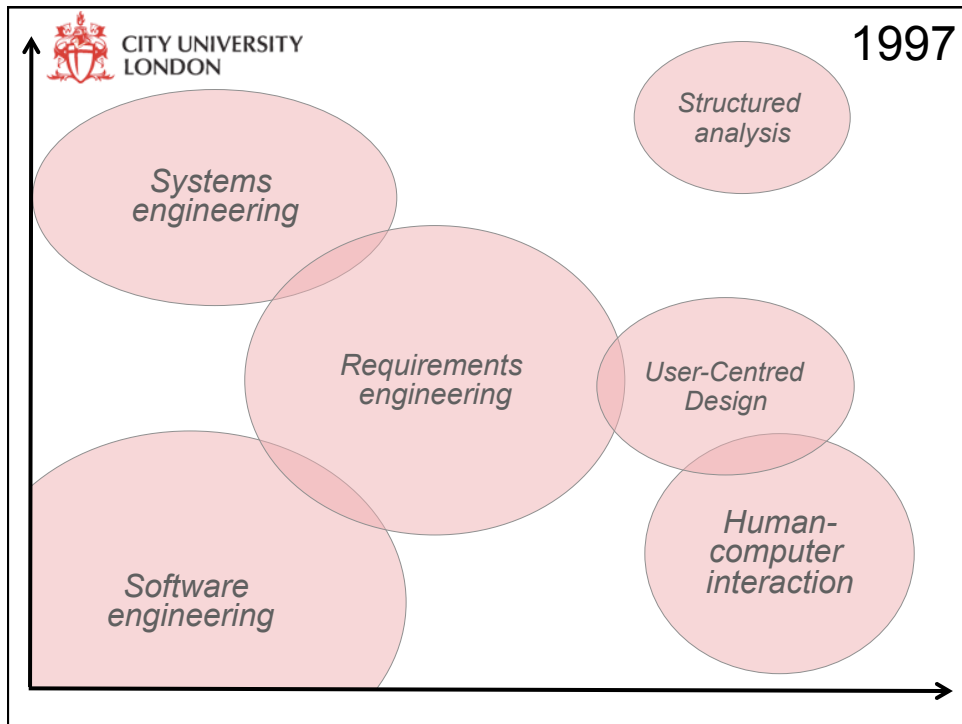 CITY UNIVERSITY
LONDON
1997
Structured
analysis
Systems
engineering
Requirements
engineering
User-Centred
Design
Human-
computer
interaction
Software
engineering